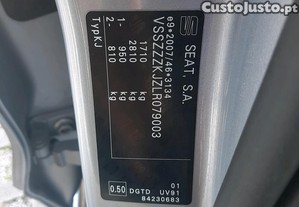 CustoJusto.pt
SEAT, S.A.
e9*2007/46*3134
VSSZZZKJZLR079003
1710 kg
2810 kg
1- 950 kg
2- 810 kg
TypKJ
0.50
DGTD
01
UV91
84230683